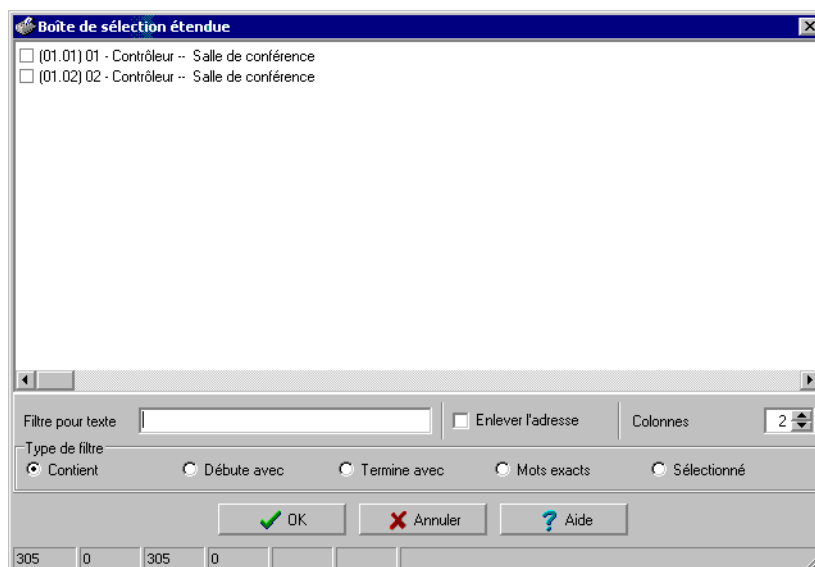 Boîte de sélection étendue
(01.01) 01 - Contrôleur -- Salle de conférence
(01.02) 02 - Contrôleur -- Salle de conférence
Filtre pour texte Enlever l'adresse Colonnes 2
Type de filtre
Contient Débute avec Termine avec Mots exacts Sélectionné
OK Annuler Aide
305 0 305 0